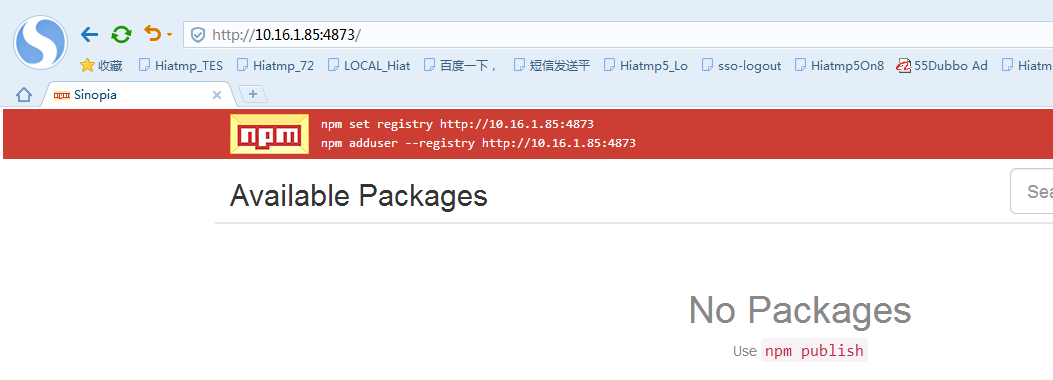 http://10.16.1.85:4873/
收藏 Hiatmp_TES Hiatmp_72 LOCAL_Hiat 百度一下， 短信发送平 Hiatmp5_Lo sso-logout Hiatmp5On8 55Dubbo Ad Hiatm
Sinopia
npm
npm set registry http://10.16.1.85:4873
npm adduser --registry http://10.16.1.85:4873
Available Packages
Sea
No Packages
Use npm publish